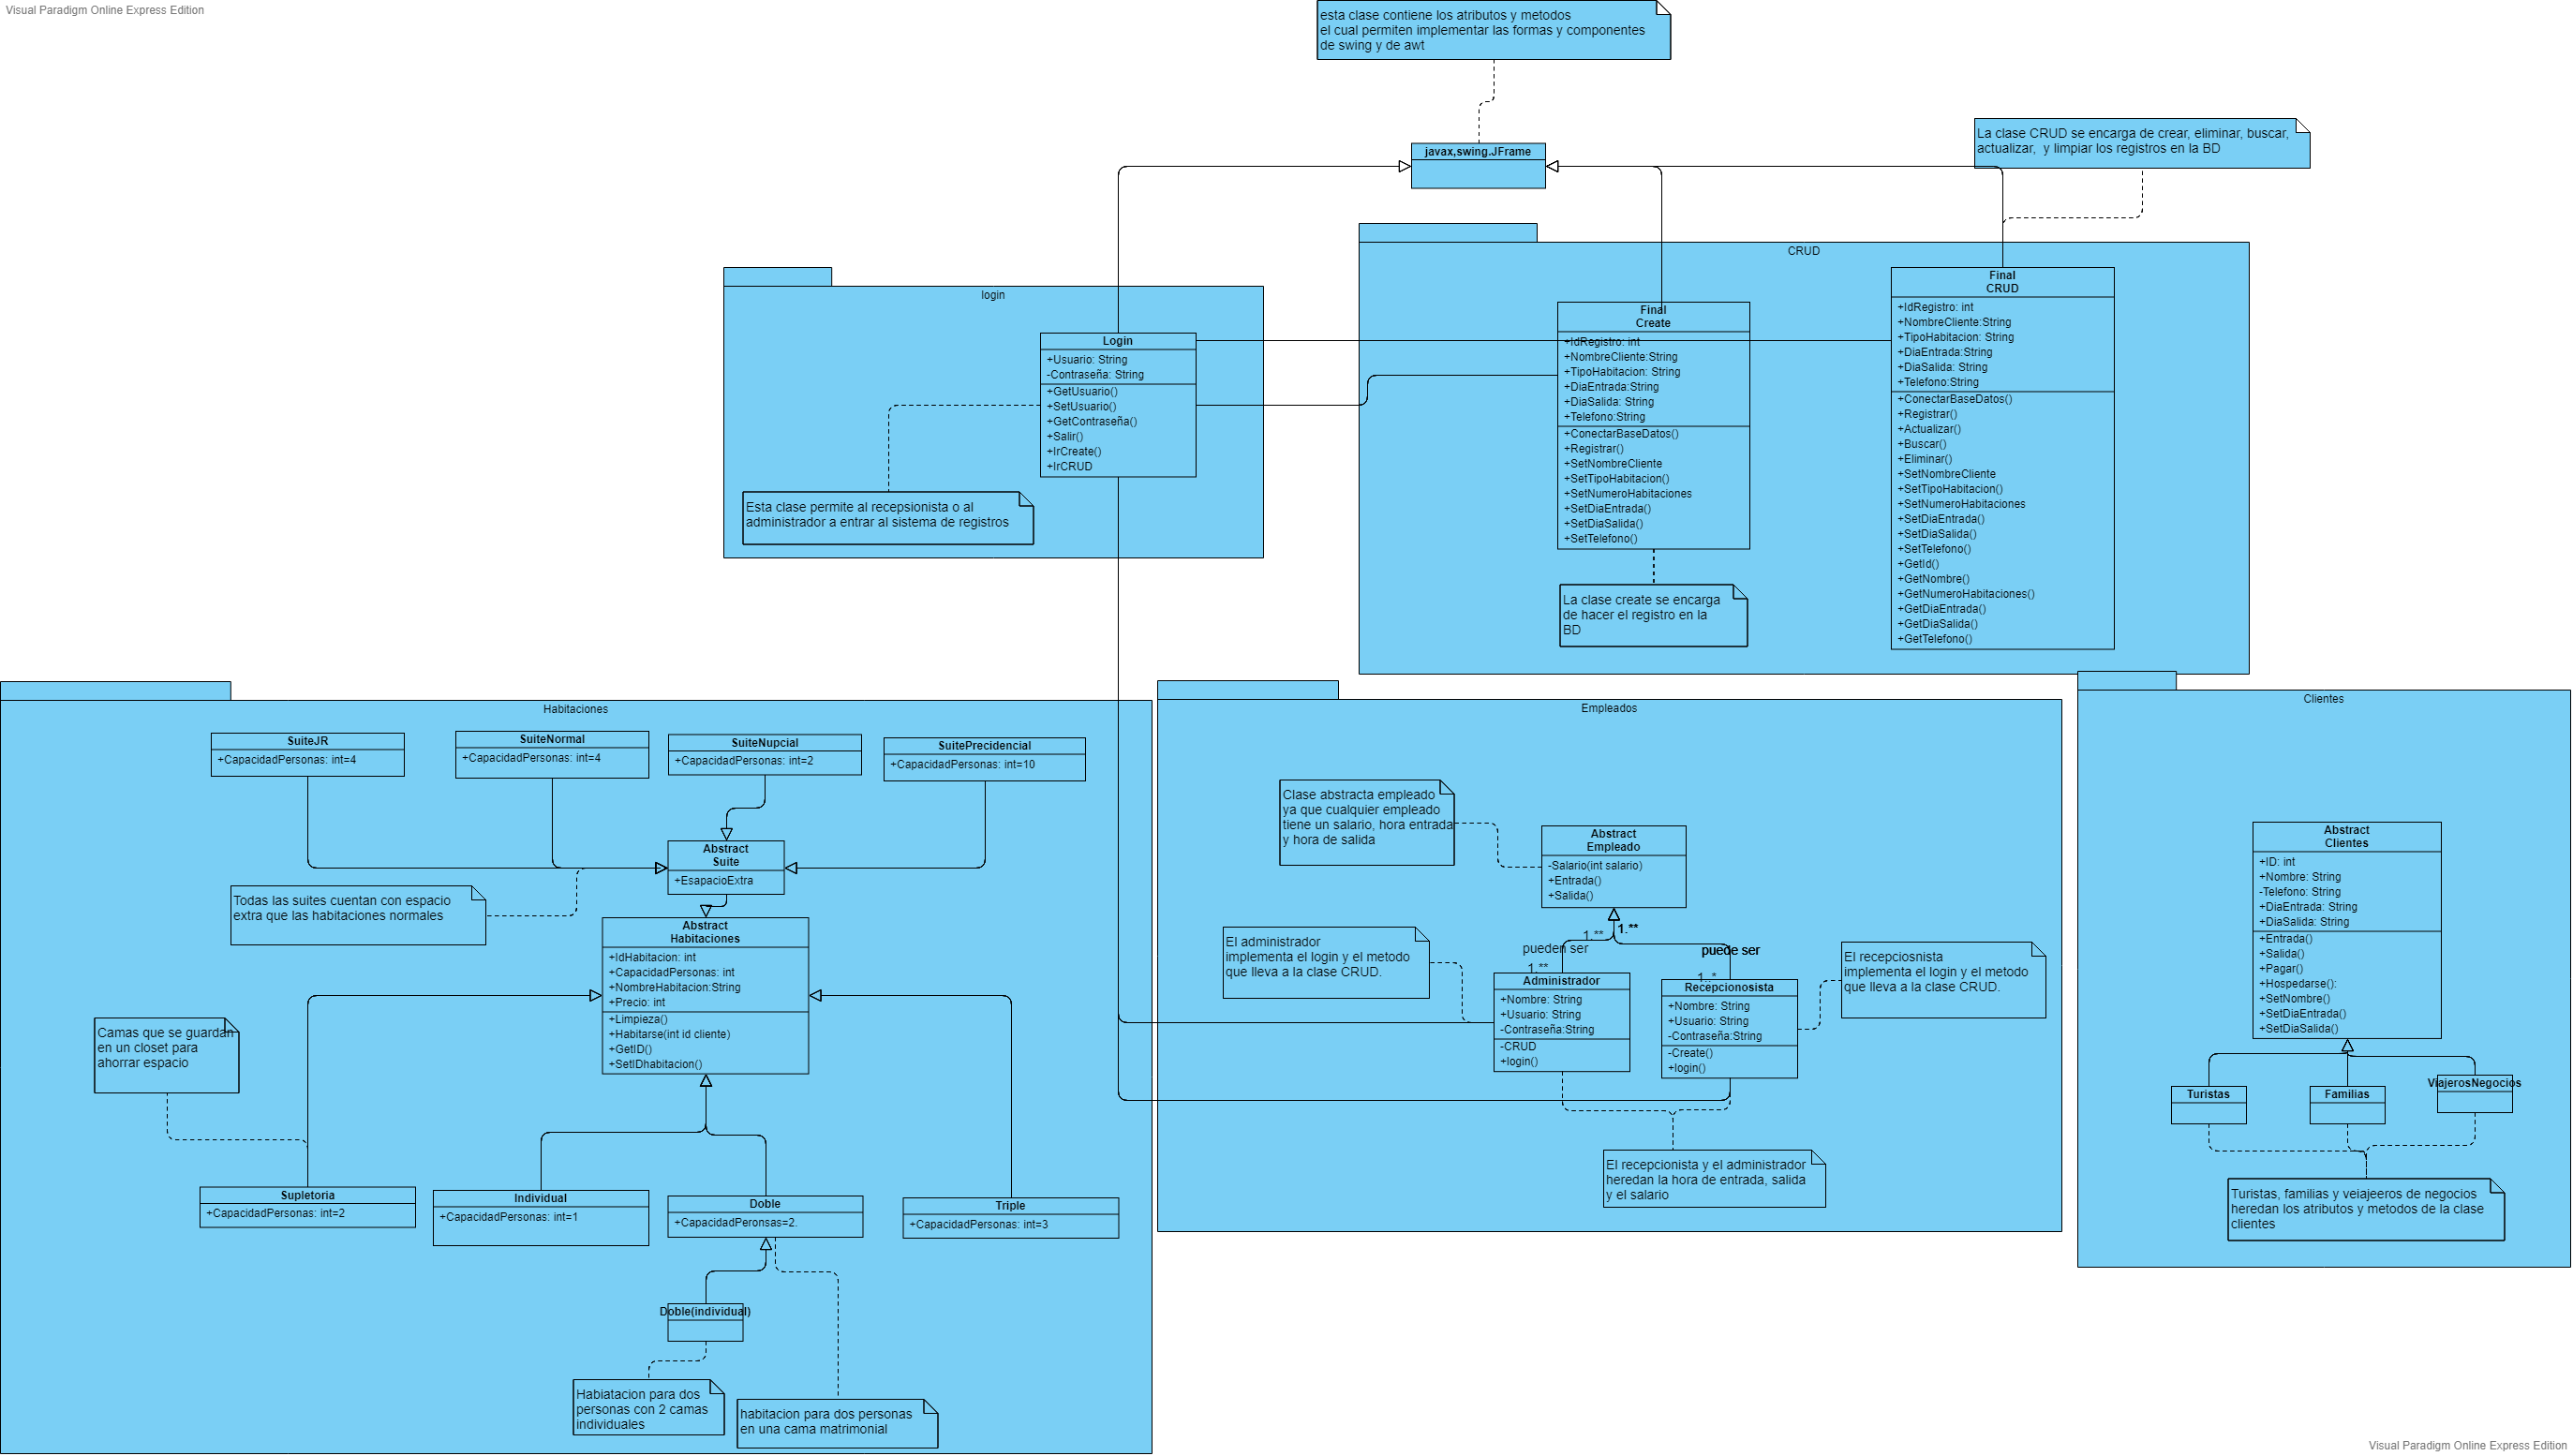 Visual Paradigm Online Express Edition
esta clase contiene los atributos y metodos
el cual permiten implementar las formas y componentes
de swing y de awt
javax,swing.JFrame
La clase CRUD se encarga de crear, eliminar, buscar,
actualizar, y limpiar los registros en la BD
login
Login
+Usuario: String
-Contraseña: String
+GetUsuario()
+SetUsuario()
+GetContraseña()
+Salir()
+IrCreate()
+IrCRUD
Esta clase permite al recepsionista o al
administrador a entrar al sistema de registros
CRUD
Final
Create
+IdRegistro: int
+NombreCliente:String
+TipoHabitacion: String
+DiaEntrada:String
+DiaSalida: String
+Telefono:String
+ConectarBaseDatos()
+Registrar()
+SetNombreCliente
+SetTipoHabitacion()
+SetNumeroHabitaciones
+SetDiaEntrada()
+SetDiaSalida()
+SetTelefono()
La clase create se encarga
de hacer el registro en la
BD
Final
CRUD
+IdRegistro: int
+NombreCliente:String
+TipoHabitacion: String
+DiaEntrada:String
+DiaSalida: String
+Telefono:String
+ConectarBaseDatos()
+Registrar()
+Actualizar()
+Buscar()
+Eliminar()
+SetNombreCliente
+SetTipoHabitacion()
+SetNumeroHabitaciones
+SetDiaEntrada()
+SetDiaSalida()
+SetTelefono()
+GetId()
+GetNombre()
+GetNumeroHabitaciones()
+GetDiaEntrada()
+GetDiaSalida()
+GetTelefono()
Habitaciones
SuiteJR
+CapacidadPersonas: int=4
SuiteNormal
+CapacidadPersonas: int=4
SuiteNupcial
+CapacidadPersonas: int=2
SuitePrecidencial
+CapacidadPersonas: int=10
Abstract
Suite
+EsapacioExtra
Todas las suites cuentan con espacio
extra que las habitaciones normales
Abstract
Habitaciones
+IdHabitacion: int
+CapacidadPersonas: int
+NombreHabitacion:String
+Precio: int
+Limpieza()
+Habitarse(int id cliente)
+GetID()
+SetIDhabitacion()
Camas que se guardan
en un closet para
ahorrar espacio
Supletoria
+CapacidadPersonas: int=2
Individual
+CapacidadPersonas: int=1
Doble
+CapacidadPeronsas=2.
Triple
+CapacidadPersonas: int=3
Doble(individual)
Habiatacion para dos
personas con 2 camas
individuales
habitacion para dos personas
en una cama matrimonial
Empleados
Clase abstracta empleado
ya que cualquier empleado
tiene un salario, hora entrada
y hora de salida
Abstract
Empleado
-Salario(int salario)
+Entrada()
+Salida()
1.**
1.**
pueden ser
puede ser
1.**
1..*
El administrador
implementa el login y el metodo
que lleva a la clase CRUD.
Administrador
+Nombre: String
+Usuario: String
-Contraseña:String
-CRUD
+login()
Recepcionosista
+Nombre: String
+Usuario: String
-Contraseña:String
-Create()
+login()
El recepciosnista
implementa el login y el metodo
que lleva a la clase CRUD.
El recepcionista y el administrador
heredan la hora de entrada, salida
y el salario
Clientes
Abstract
Clientes
+ID: int
+Nombre: String
-Telefono: String
+DiaEntrada: String
+DiaSalida: String
+Entrada()
+Salida()
+Pagar()
+Hospedarse():
+SetNombre()
+SetDiaEntrada()
+SetDiaSalida()
Turistas
Familias
ViajerosNegocios
Turistas, familias y veiajeeros de negocios
heredan los atributos y metodos de la clase
clientes
Visual Paradigm Online Express Edition